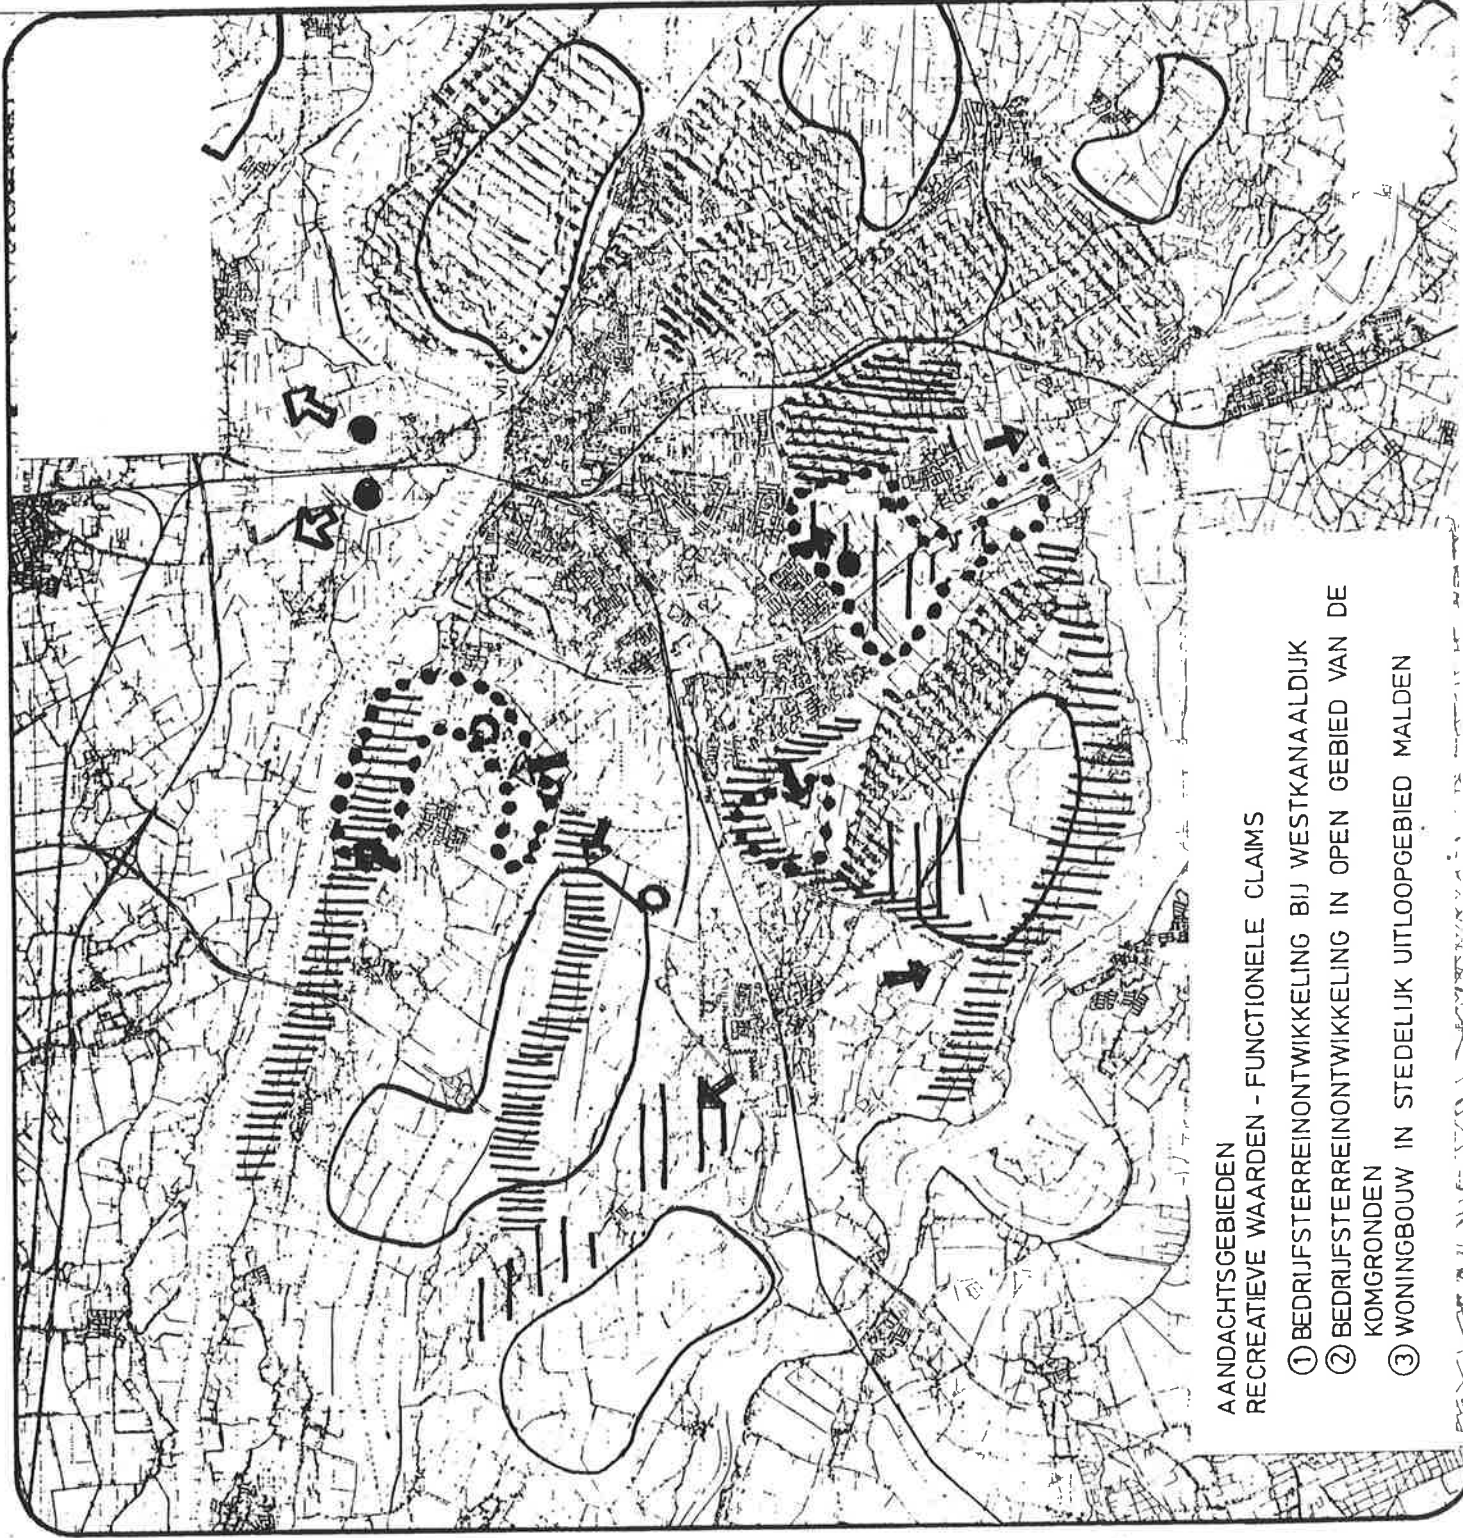 AANDACHTSGEBIEDEN
RECREATIEVE WAARDEN - FUNCTIONELE CLAIMS
① BEDRIJFSTERREINONTWIKKELING BIJ WESTKANAALDIJK
② BEDRIJFSTERREINONTWIKKELING IN OPEN GEBIED VAN DE
KOMGRONDEN
③ WONINGBOUW IN STEDELIJK UITLOOPGEBIED MALDEN